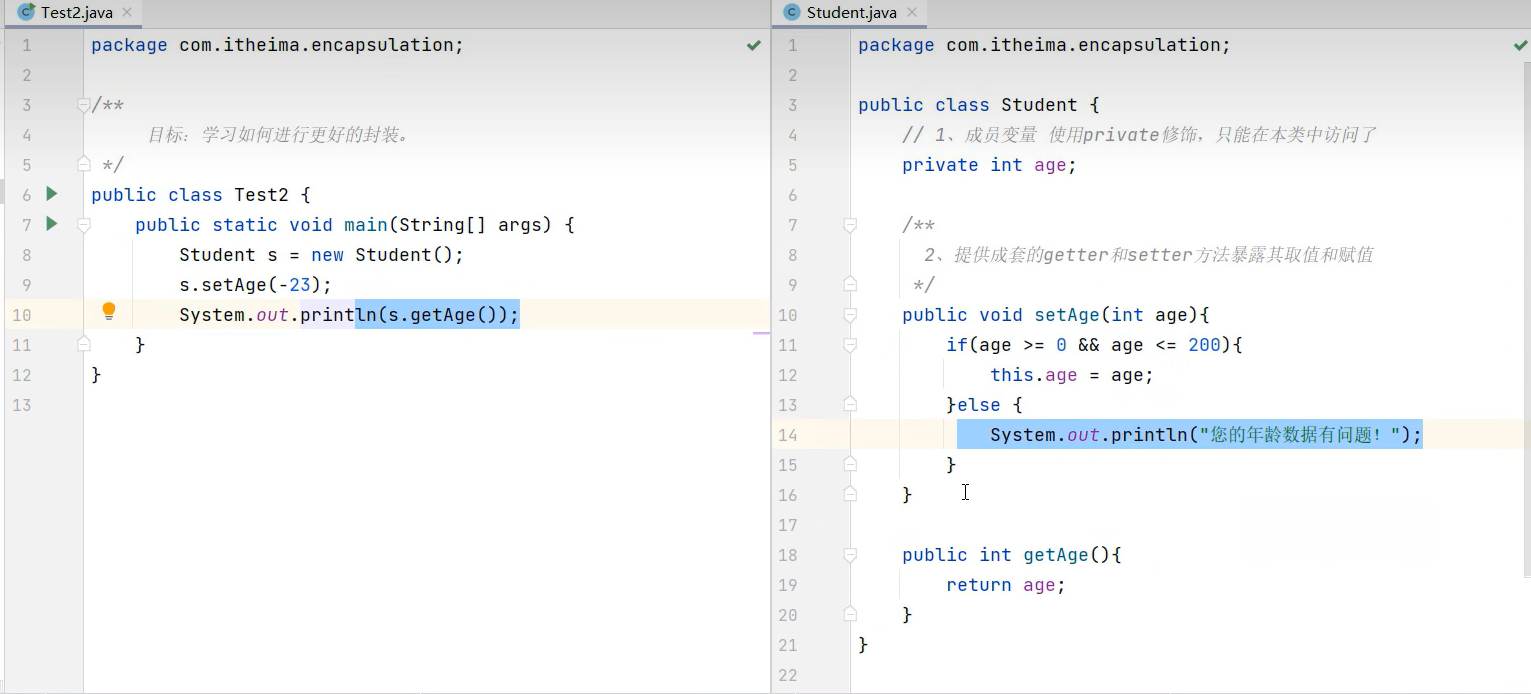 Test2.java
1 package com.itheima.encapsulation;
2
3 /**
4 目标：学习如何进行更好的封装。
5 */
6 public class Test2 {
7 public static void main(String[] args) {
8 Student s = new Student();
9 s.setAge(-23);
10 System.out.println(s.getAge());
11 }
12 }
13
Student.java
1 package com.itheima.encapsulation;
2
3 public class Student {
4 // 1、成员变量 使用private修饰，只能在本类中访问了
5 private int age;
6
7 /**
8 2、提供成套的getter和setter方法暴露其取值和赋值
9 */
10 public void setAge(int age){
11 if(age >= 0 && age <= 200){
12 this.age = age;
13 }else {
14 System.out.println("您的年龄数据有问题！");
15 }
16 }
17
18 public int getAge(){
19 return age;
20 }
21 }
22